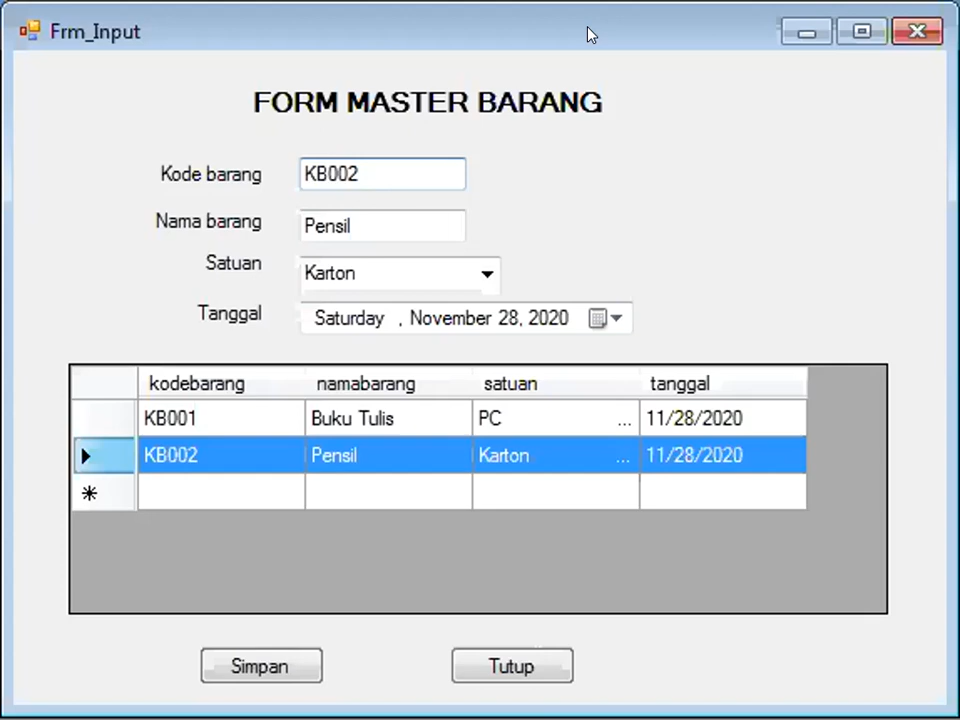 Frm_Input
FORM MASTER BARANG
Kode barang KB002
Nama barang Pensil
Satuan Karton
Tanggal Saturday , November 28, 2020
kodebarang namabarang satuan tanggal
KB001 Buku Tulis PC ... 11/28/2020
KB002 Pensil Karton ... 11/28/2020
Simpan Tutup